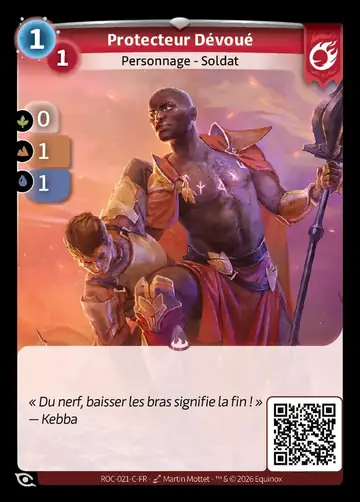 1
1
Protecteur Dévoué
Personnage - Soldat
0
1
1
« Du nerf, baisser les bras signifie la fin ! »
— Kebba
ROC-021-C-FR - Martin Mottet - ™ & © 2026 Equinox